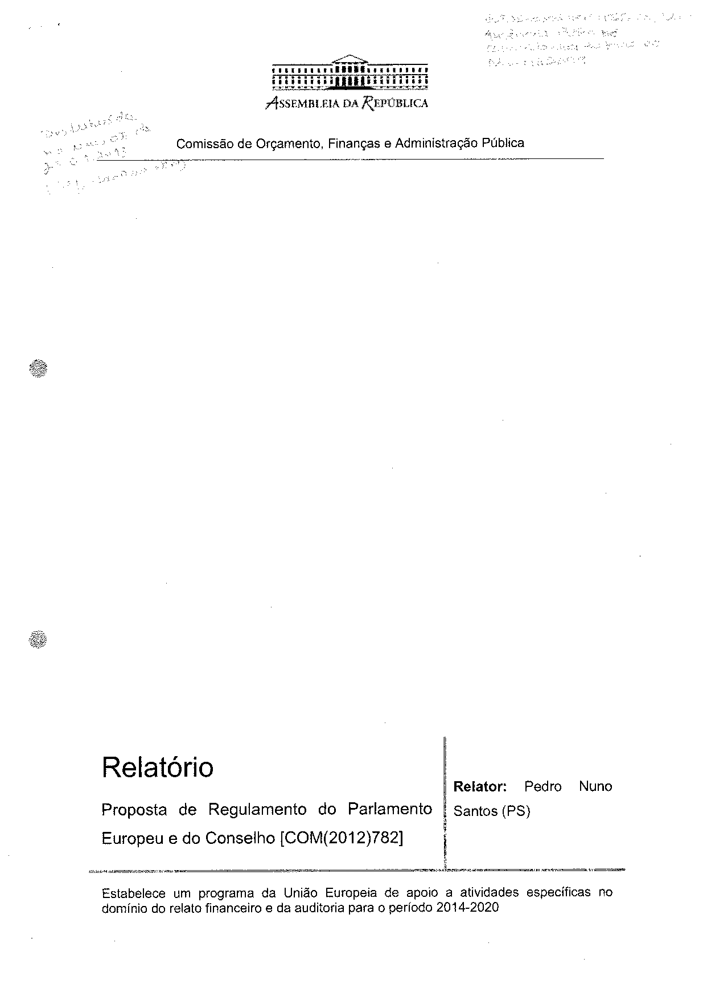 ASSEMBLEIA DA REPÚBLICA
Comissão de Orçamento, Finanças e Administração Pública
Relatório
Proposta de Regulamento do Parlamento
Europeu e do Conselho [COM(2012)782]
Relator: Pedro Nuno
Santos (PS)
Estabelece um programa da União Europeia de apoio a atividades específicas no
domínio do relato financeiro e da auditoria para o período 2014-2020